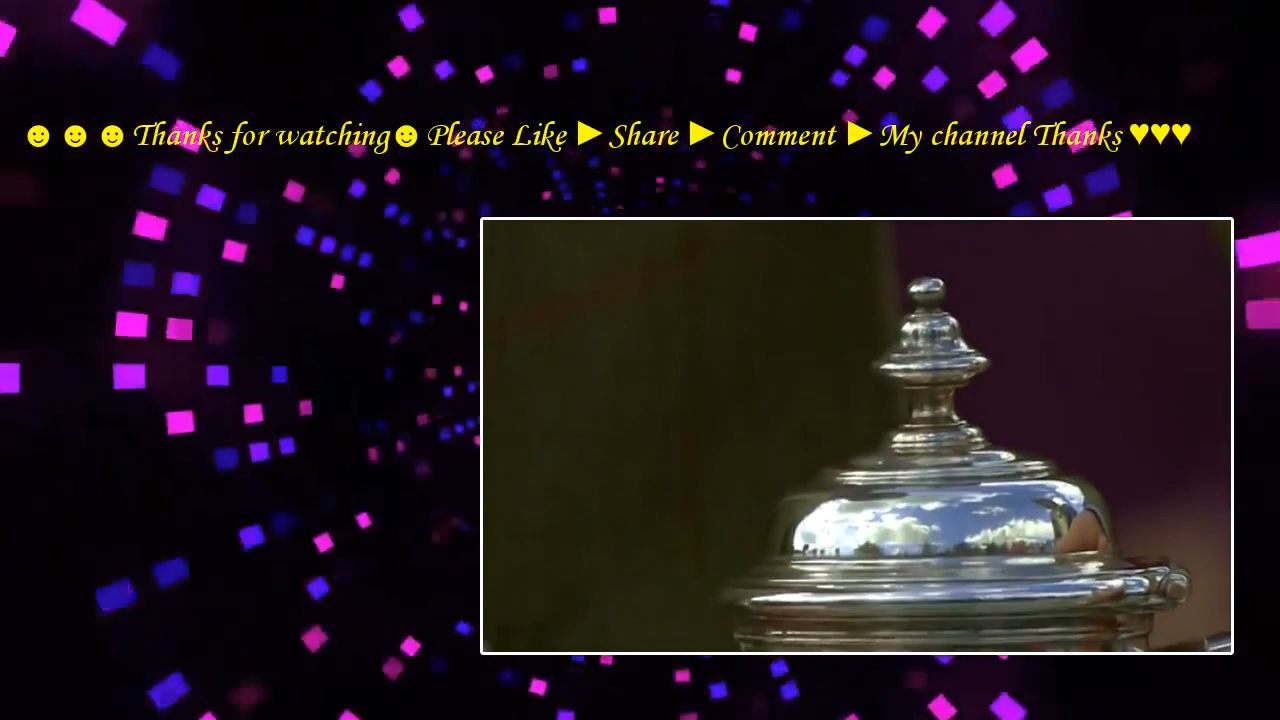 ☻ ☻ ☻ Thanks for watching☻ Please Like ► Share ► Comment ► My channel Thanks ♥♥♥